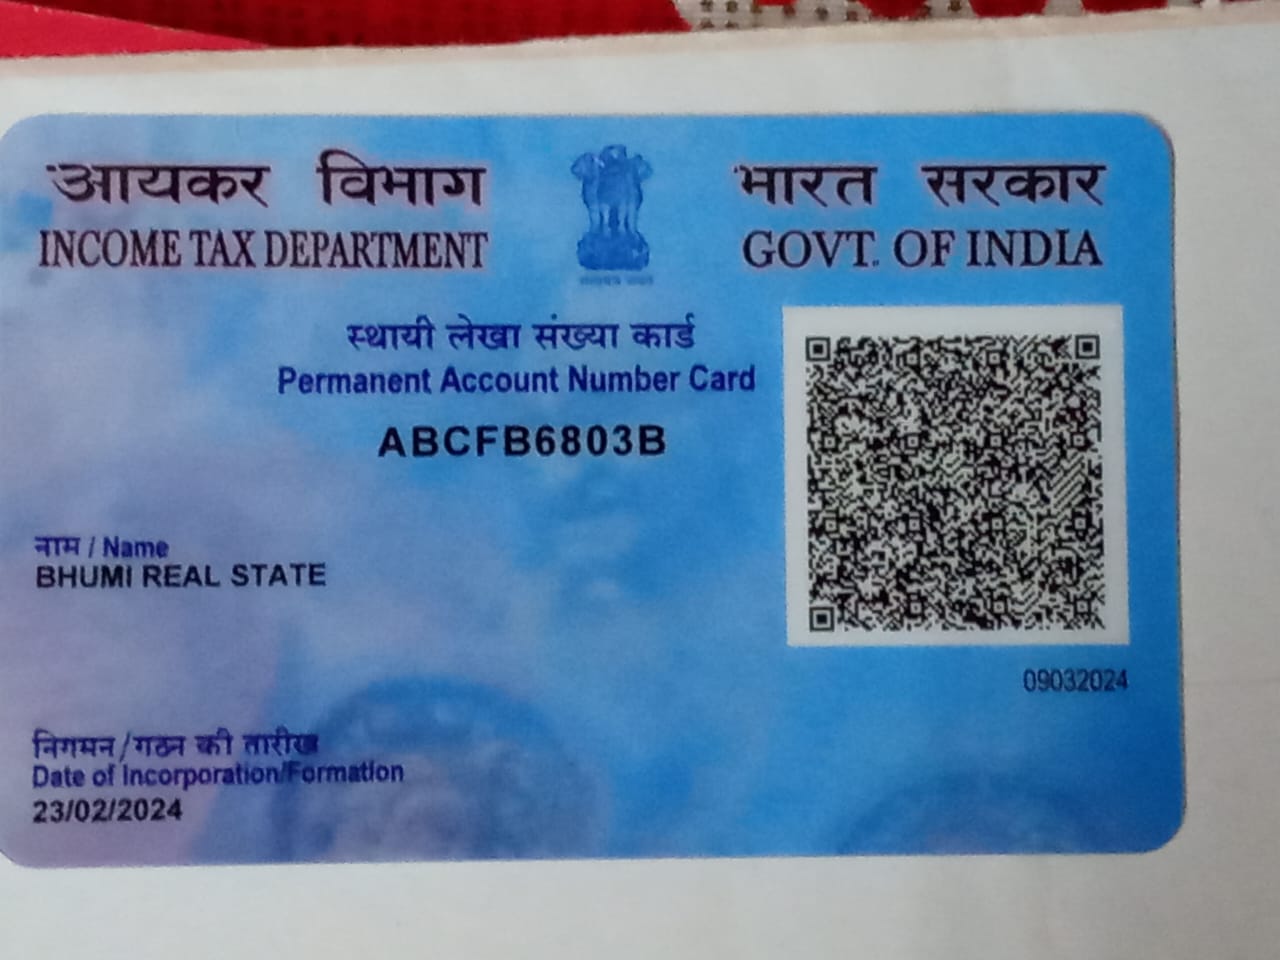 आयकर विभाग
INCOME TAX DEPARTMENT
भारत सरकार
GOVT. OF INDIA
स्थायी लेखा संख्या कार्ड
Permanent Account Number Card
ABCFB6803B
नाम / Name
BHUMI REAL STATE
09032024
निगमन/गठन की तारीख
Date of Incorporation/Formation
23/02/2024